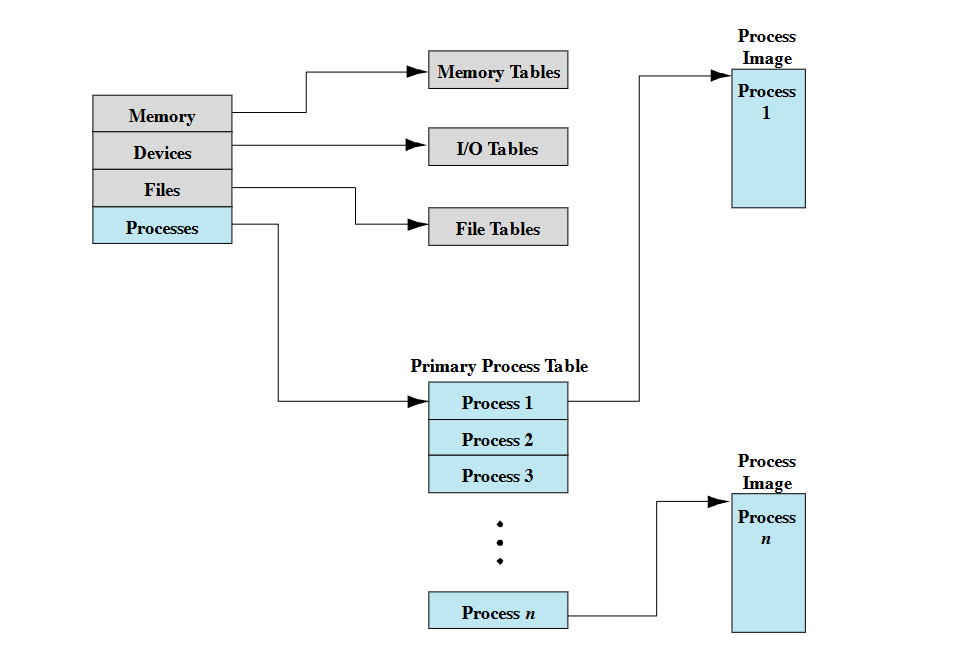 Memory
Devices
Files
Processes
Memory Tables
I/O Tables
File Tables
Primary Process Table
Process 1
Process 2
Process 3
Process n
Process
Image
Process
1
Process
Image
Process
n